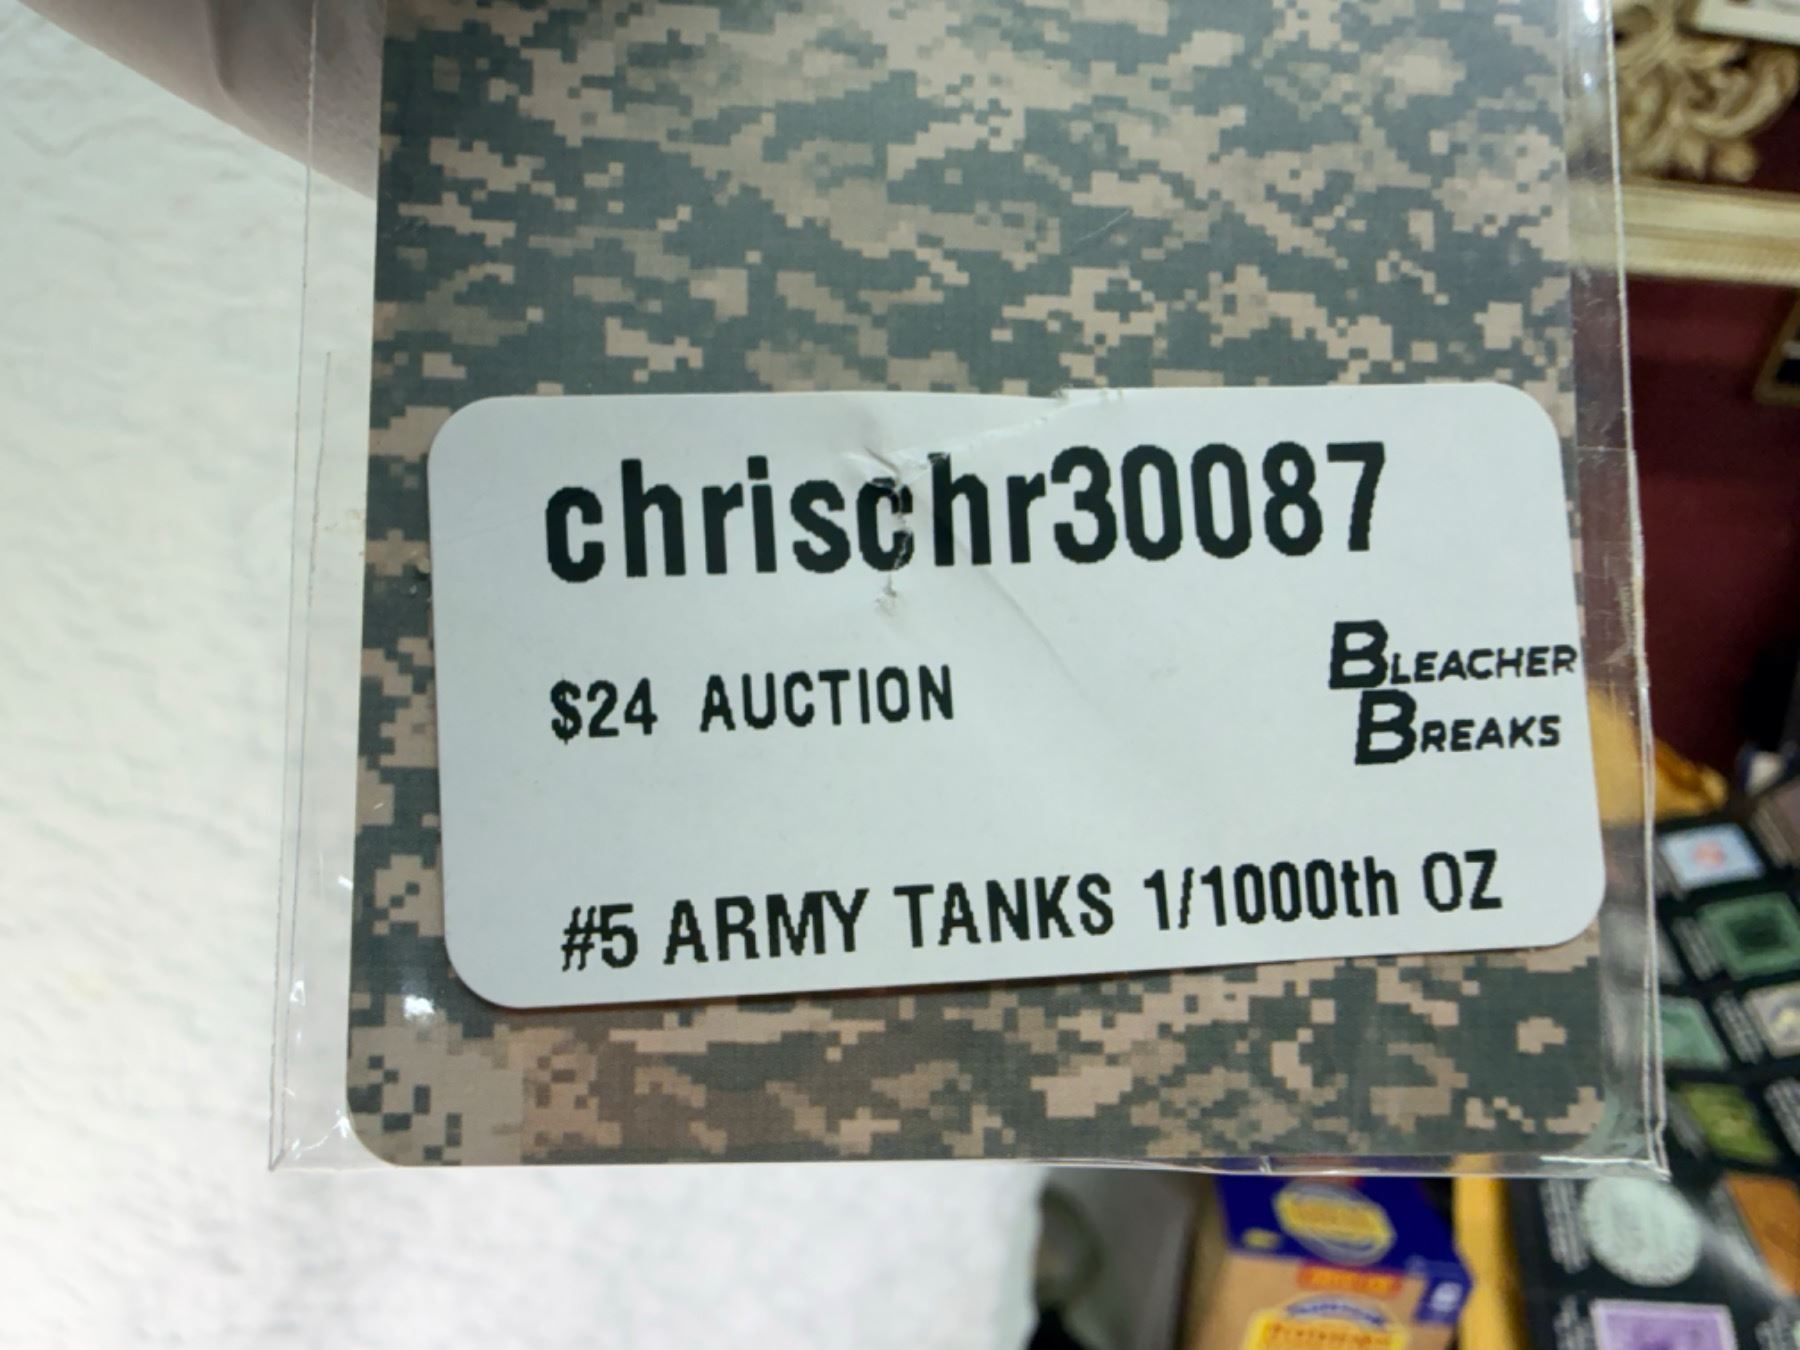 chrischr30087
$24 AUCTION
BLEACHER
BREAKS
#5 ARMY TANKS 1/1000th OZ